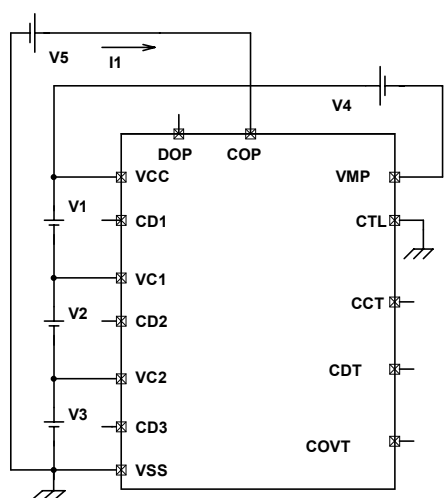 V5
I1
V4
DOP
COP
VCC
VMP
V1
CD1
CTL
VC1
CCT
V2
CD2
VC2
CDT
V3
CD3
COVT
VSS